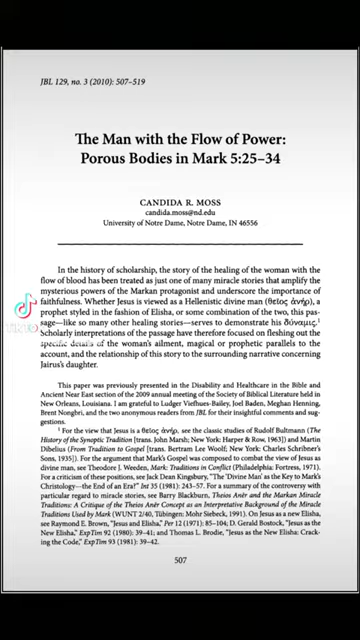 JBL 129, no. 3 (2010): 507–519
The Man with the Flow of Power:
Porous Bodies in Mark 5:25–34
CANDIDA R. MOSS
candida.moss@nd.edu
University of Notre Dame, Notre Dame, IN 46556
In the history of scholarship, the story of the healing of the woman with the
flow of blood has been treated as just one of many miracle stories that amplify the
mysterious powers of the Markan protagonist and underscore the importance of
faithfulness. Whether Jesus is viewed as a Hellenistic divine man (θεῖος ἀνήρ), a
prophet styled in the fashion of Elisha, or some combination of the two, this pas-
sage—like so many other healing stories—serves to demonstrate his δύναμις.1
Scholarly interpretations of the passage have therefore focused on fleshing out the
specific details of the woman's ailment, magical or prophetic parallels to the
account, and the relationship of this story to the surrounding narrative concerning
Jairus's daughter.
This paper was previously presented in the Disability and Healthcare in the Bible and
Ancient Near East section of the 2009 annual meeting of the Society of Biblical Literature held in
New Orleans, Louisiana. I am grateful to Ludger Viefhues-Bailey, Joel Baden, Meghan Henning,
Brent Nongbri, and the two anonymous readers from JBL for their insightful comments and sug-
gestions.
1 For the view that Jesus is a θεῖος ἀνήρ, see the classic studies of Rudolf Bultmann (The
History of the Synoptic Tradition [trans. John Marsh; New York: Harper & Row, 1963]) and Martin
Dibelius (From Tradition to Gospel [trans. Bertram Lee Woolf; New York: Charles Scribner's
Sons, 1935]). For the argument that Mark's Gospel was composed to combat the view of Jesus as
divine man, see Theodore J. Weeden, Mark: Traditions in Conflict (Philadelphia: Fortress, 1971).
For a criticism of these positions, see Jack Dean Kingsbury, "The 'Divine Man' as the Key to Mark's
Christology—the End of an Era?" Int 35 (1981): 243–57. For a summary of the controversy with
particular regard to miracle stories, see Barry Blackburn, Theios Anēr and the Markan Miracle
Traditions: A Critique of the Theios Anēr Concept as an Interpretative Background of the Miracle
Traditions Used by Mark (WUNT 2/40, Tübingen: Mohr Siebeck, 1991). On Jesus as a new Elisha,
see Raymond E. Brown, "Jesus and Elisha," Per 12 (1971): 85–104; D. Gerald Bostock, "Jesus as the
New Elisha," ExpTim 92 (1980): 39–41; and Thomas L. Brodie, "Jesus as the New Elisha: Crack-
ing the Code," ExpTim 93 (1981): 39–42.
507